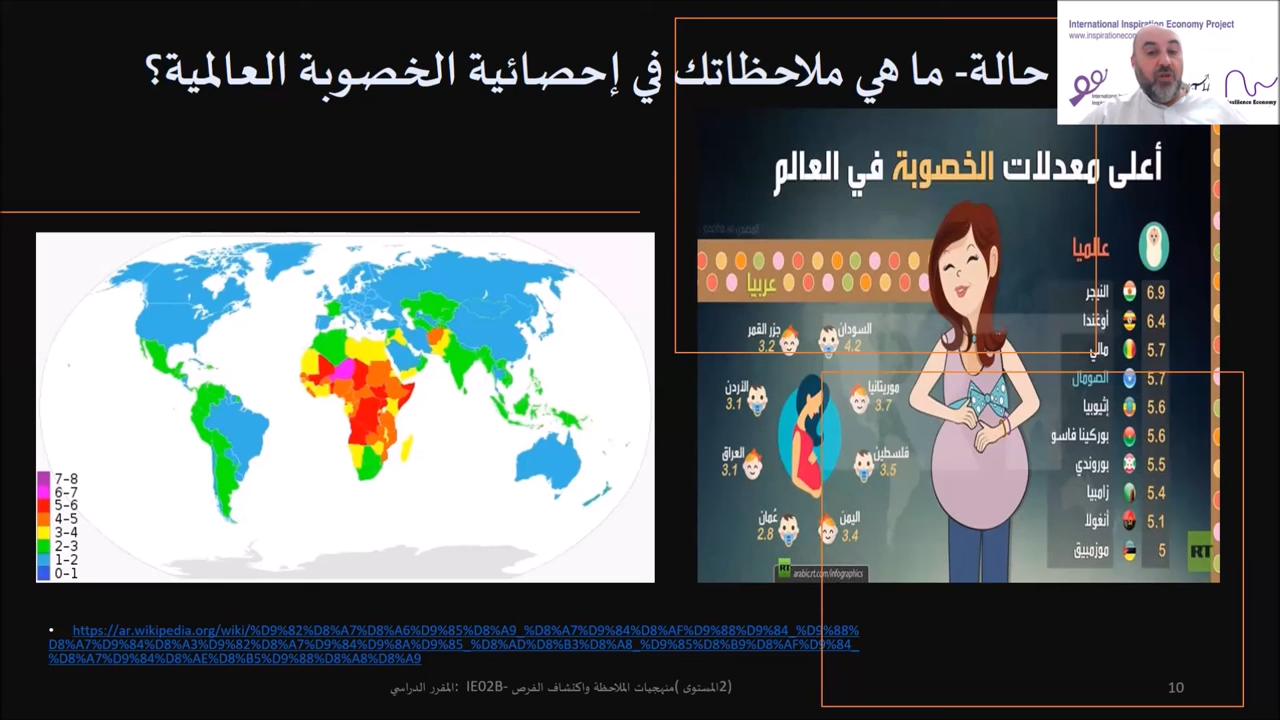 International Inspiration Economy Project
حالة- ما هي ملاحظاتك في إحصائية الخصوبة العالمية؟
أعلى معدلات الخصوبة في العالم
عالميا
النيجر 6.9
أوغندا 6.4
مالي 5.7
الصومال 5.7
إثيوبيا 5.6
بوركينا فاسو 5.6
بوروندي 5.5
زامبيا 5.4
أنغولا 5.1
موزمبيق 5
عربيا
السودان 4.2
جزر القمر 3.2
موريتانيا 3.7
الأردن 3.1
فلسطين 3.5
العراق 3.1
اليمن 3.4
عُمان 2.8
RT
RT arabic.rt.com/infographics
7-8
6-7
5-6
4-5
3-4
2-3
1-2
0-1
• https://ar.wikipedia.org/wiki/%D9%82%D8%A7%D8%A6%D9%85%D8%A9_%D8%A7%D9%84%D8%AF%D9%88%D9%84_%D9%88%
D8%A7%D9%84%D8%A3%D9%82%D8%A7%D9%84%D9%8A%D9%85_%D8%AD%D8%B3%D8%A8_%D9%85%D8%B9%D8%AF%D9%84_
%D8%A7%D9%84%D8%AE%D8%B5%D9%88%D8%A8%D8%A9
المقرر الدراسي: IE02B- منهجيات الملاحظة واكتشاف الفرص (المستوى 2)
10